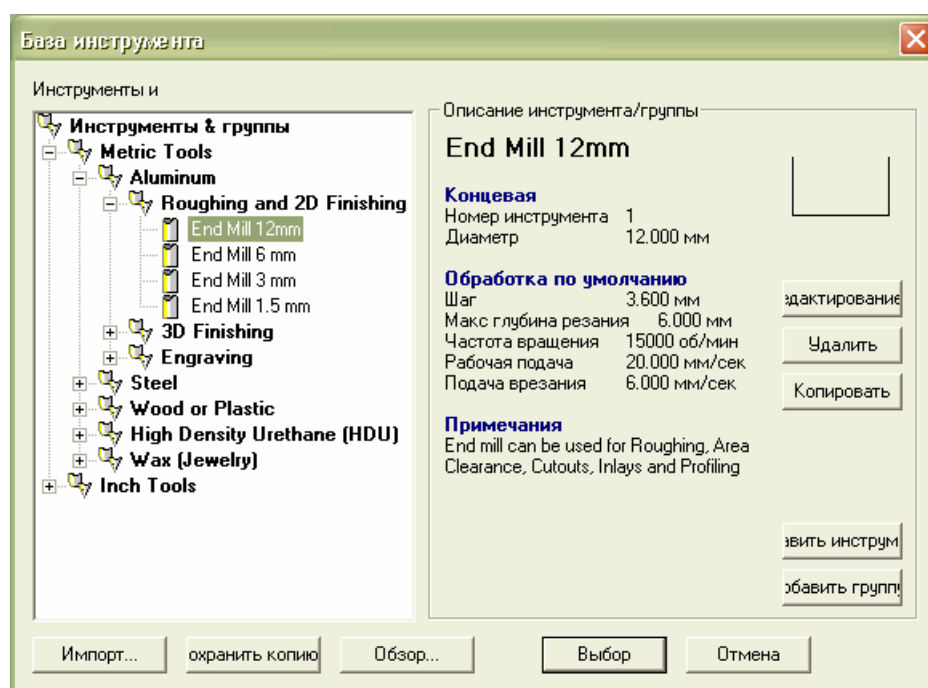 База инструмента
Инструменты и
Инструменты & группы
Metric Tools
Aluminum
Roughing and 2D Finishing
End Mill 12mm
End Mill 6 mm
End Mill 3 mm
End Mill 1.5 mm
3D Finishing
Engraving
Steel
Wood or Plastic
High Density Urethane (HDU)
Wax (Jewelry)
Inch Tools
Описание инструмента/группы
End Mill 12mm
Концевая
Номер инструмента 1
Диаметр 12.000 мм
Обработка по умолчанию
Шаг 3.600 мм
Макс глубина резания 6.000 мм
Частота вращения 15000 об/мин
Рабочая подача 20.000 мм/сек
Подача врезания 6.000 мм/сек
Примечания
End mill can be used for Roughing, Area
Clearance, Cutouts, Inlays and Profiling
едактирование
Удалить
Копировать
авить инструм
обавить групп
Импорт...
охранить копию
Обзор...
Выбор
Отмена